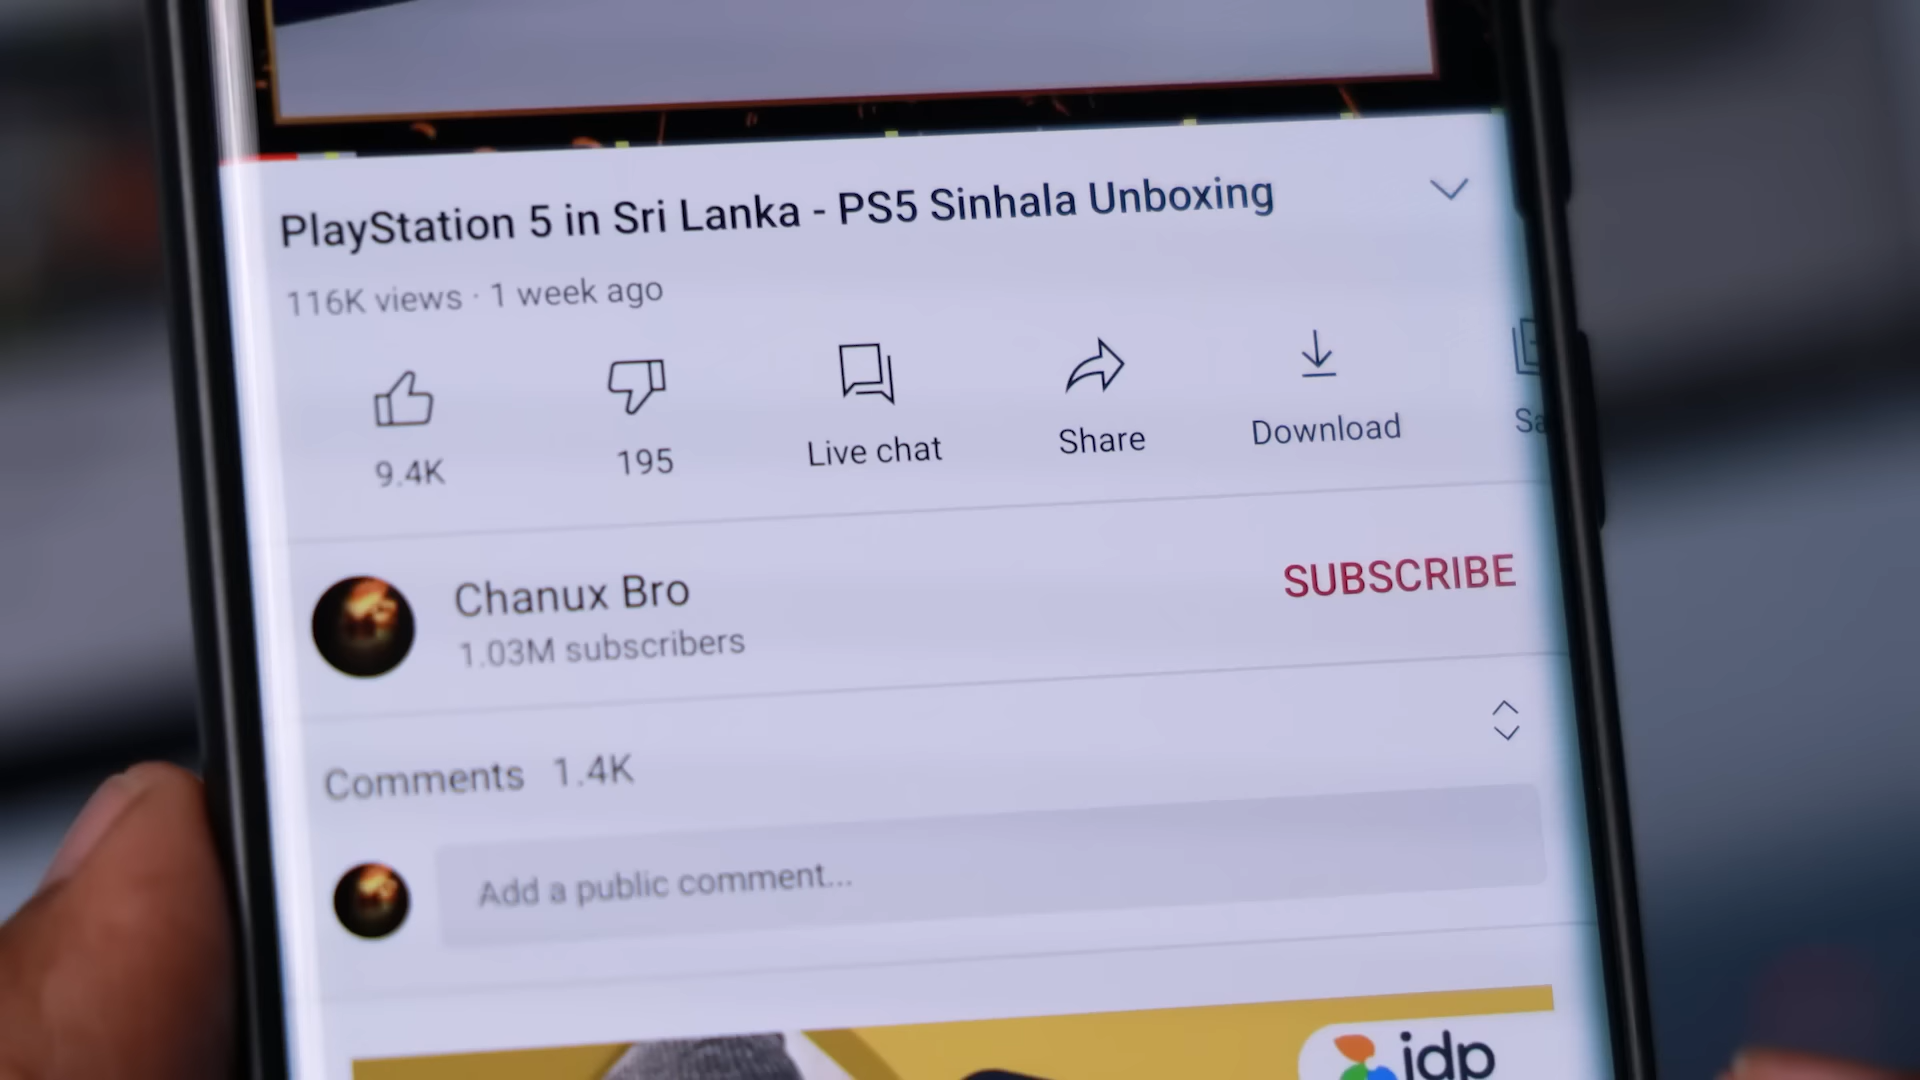 PlayStation 5 in Sri Lanka - PS5 Sinhala Unboxing
116K views · 1 week ago
9.4K
195
Live chat
Share
Download
Chanux Bro
1.03M subscribers
SUBSCRIBE
Comments 1.4K
Add a public comment...
idp